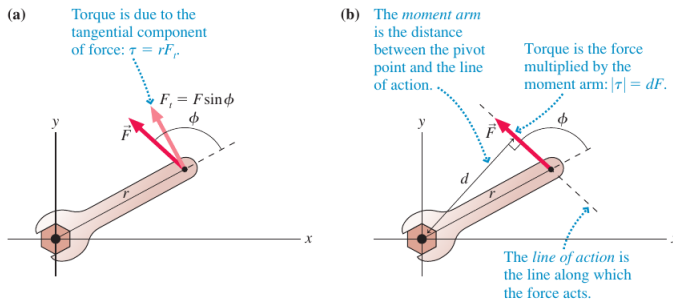 (a)
Torque is due to the
tangential component
of force: τ = rFₜ.
Fₜ = F sin ϕ
ϕ
y
F⃗
r
x
(b)
The moment arm
is the distance
between the pivot
point and the line
of action.
Torque is the force
multiplied by the
moment arm: |τ| = dF.
y
F⃗
ϕ
d
r
The line of action is
the line along which
the force acts.